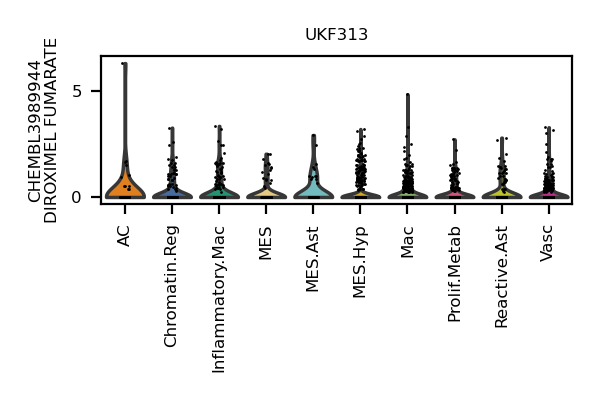 UKF313
CHEMBL3989944
DIROXIMEL FUMARATE
5
0
AC
Chromatin.Reg
Inflammatory.Mac
MES
MES.Ast
MES.Hyp
Mac
Prolif.Metab
Reactive.Ast
Vasc